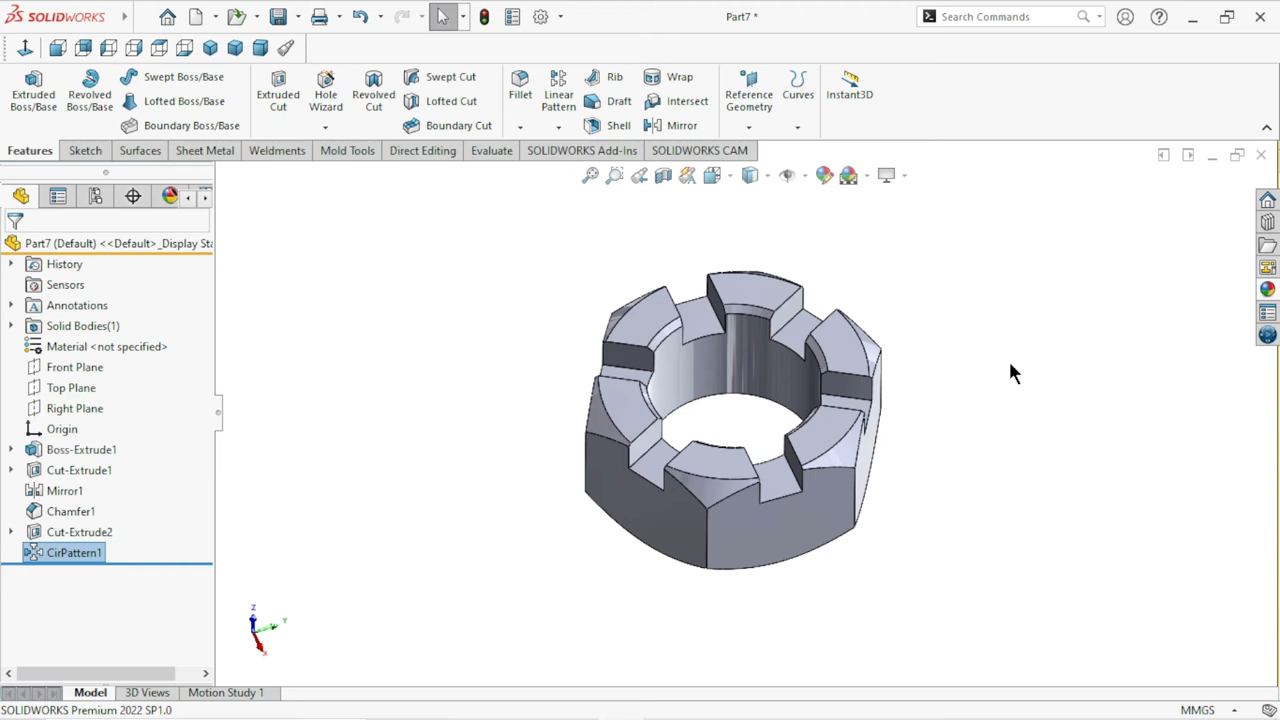 SOLIDWORKS
Part7 *
Search Commands
Extruded Boss/Base
Revolved Boss/Base
Swept Boss/Base
Lofted Boss/Base
Boundary Boss/Base
Extruded Cut
Hole Wizard
Revolved Cut
Swept Cut
Lofted Cut
Boundary Cut
Fillet
Linear Pattern
Rib
Draft
Shell
Wrap
Intersect
Mirror
Reference Geometry
Curves
Instant3D
Features Sketch Surfaces Sheet Metal Weldments Mold Tools Direct Editing Evaluate SOLIDWORKS Add-Ins SOLIDWORKS CAM
Part7 (Default) <<Default>_Display Sta
History
Sensors
Annotations
Solid Bodies(1)
Material <not specified>
Front Plane
Top Plane
Right Plane
Origin
Boss-Extrude1
Cut-Extrude1
Mirror1
Chamfer1
Cut-Extrude2
CirPattern1
Z
Y
X
Model 3D Views Motion Study 1
SOLIDWORKS Premium 2022 SP1.0
MMGS